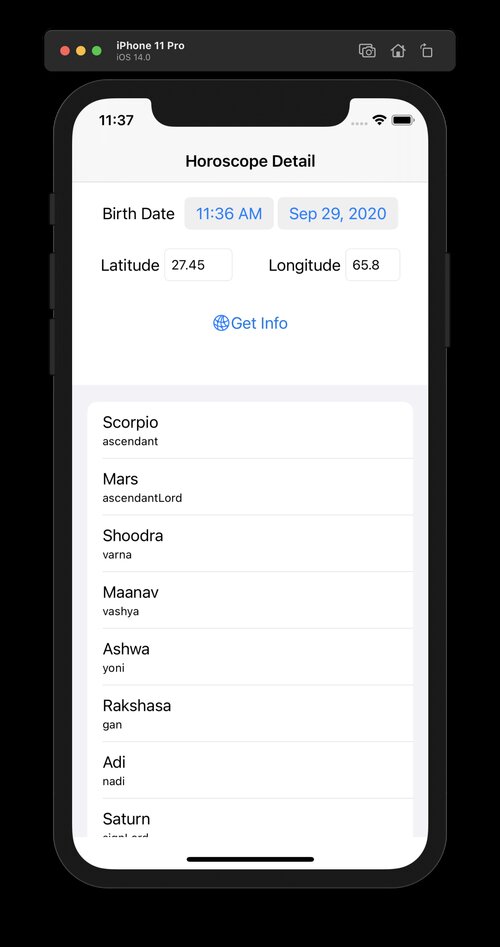 iPhone 11 Pro
iOS 14.0
11:37
Horoscope Detail
Birth Date 11:36 AM Sep 29, 2020
Latitude 27.45 Longitude 65.8
Get Info
Scorpio
ascendant
Mars
ascendantLord
Shoodra
varna
Maanav
vashya
Ashwa
yoni
Rakshasa
gan
Adi
nadi
Saturn
signLord